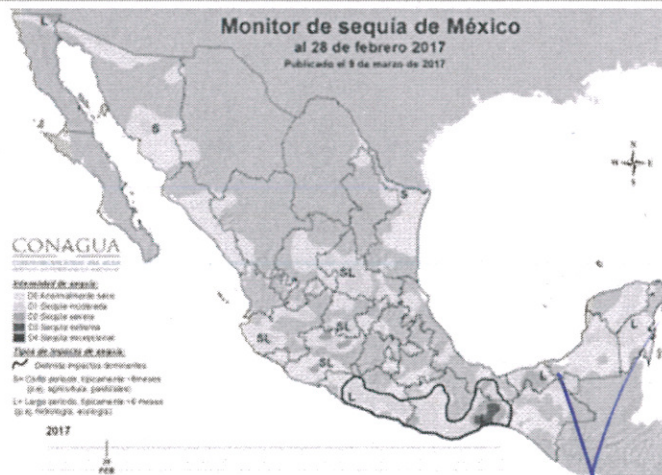 Monitor de sequía de México
al 28 de febrero 2017
Publicado el 9 de marzo de 2017
L
S
L
S
N
W E
S
CONAGUA
Intensidad de sequía:
D0 Anormalmente seco
D1 Sequía moderada
D2 Sequía severa
D3 Sequía extrema
D4 Sequía excepcional
Tipos de impacto de sequía:
Delimita impactos dominantes
S= Corto periodo, típicamente <6 meses
(p.ej. agricultura, pastizales)
L= Largo periodo, típicamente >6 meses
(p.ej. hidrología, ecología)
SL
SL
SL
SL
L
L
L
2017
28
FEB